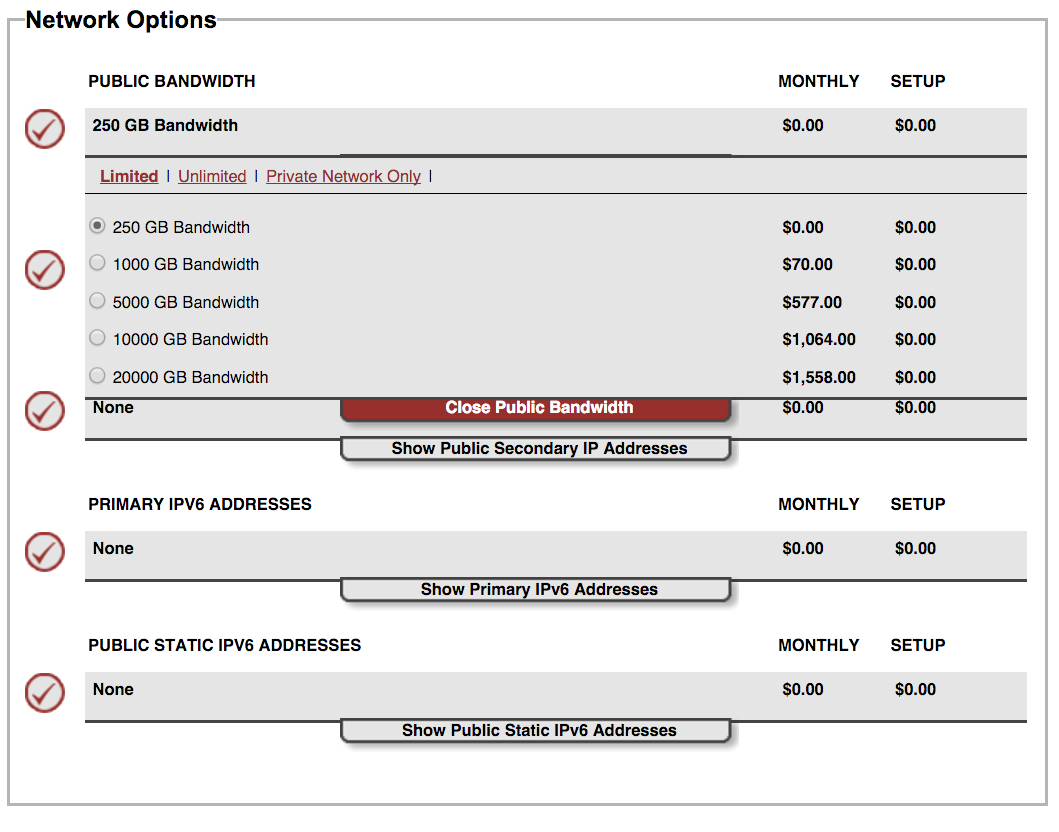 Network Options
PUBLIC BANDWIDTH MONTHLY SETUP
250 GB Bandwidth $0.00 $0.00
Limited | Unlimited | Private Network Only |
250 GB Bandwidth $0.00 $0.00
1000 GB Bandwidth $70.00 $0.00
5000 GB Bandwidth $577.00 $0.00
10000 GB Bandwidth $1,064.00 $0.00
20000 GB Bandwidth $1,558.00 $0.00
None Close Public Bandwidth $0.00 $0.00
Show Public Secondary IP Addresses
PRIMARY IPV6 ADDRESSES MONTHLY SETUP
None $0.00 $0.00
Show Primary IPv6 Addresses
PUBLIC STATIC IPV6 ADDRESSES MONTHLY SETUP
None $0.00 $0.00
Show Public Static IPv6 Addresses